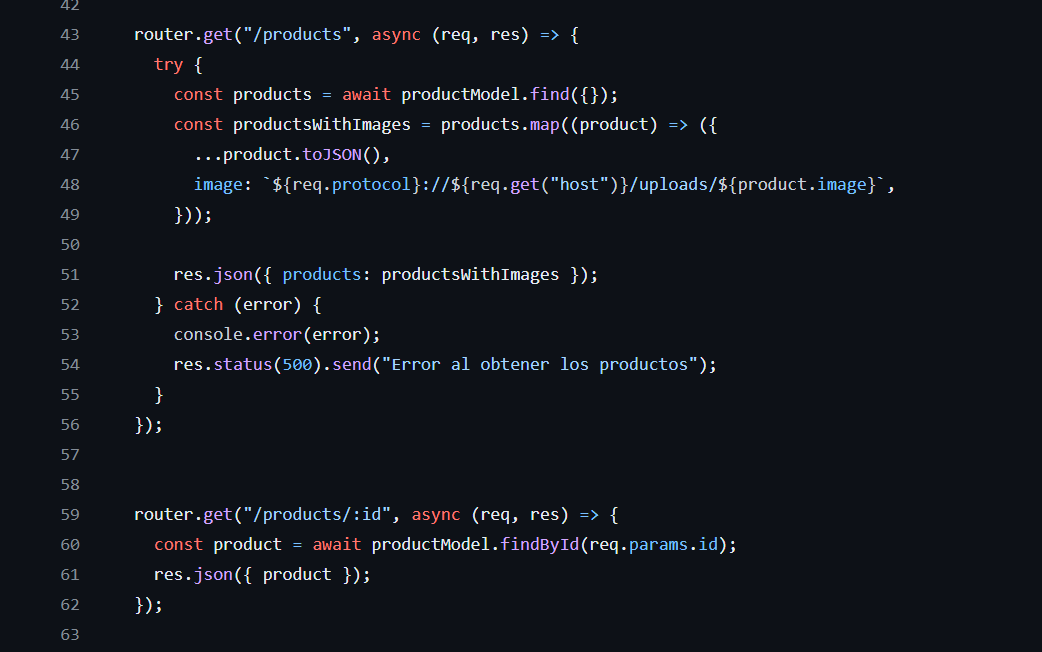 42
43 router.get("/products", async (req, res) => {
44 try {
45 const products = await productModel.find({});
46 const productsWithImages = products.map((product) => ({
47 ...product.toJSON(),
48 image: `${req.protocol}://${req.get("host")}/uploads/${product.image}`,
49 }));
50
51 res.json({ products: productsWithImages });
52 } catch (error) {
53 console.error(error);
54 res.status(500).send("Error al obtener los productos");
55 }
56 });
57
58
59 router.get("/products/:id", async (req, res) => {
60 const product = await productModel.findById(req.params.id);
61 res.json({ product });
62 });
63